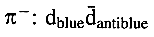 π⁻: d_blue d̄_antiblue